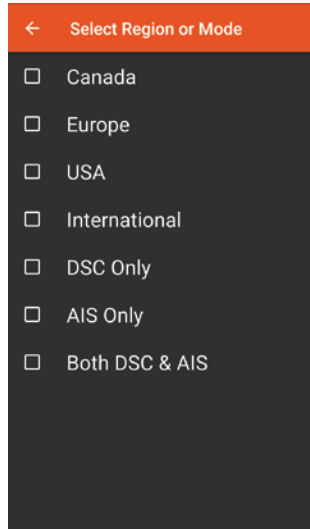 Select Region or Mode
Canada
Europe
USA
International
DSC Only
AIS Only
Both DSC & AIS